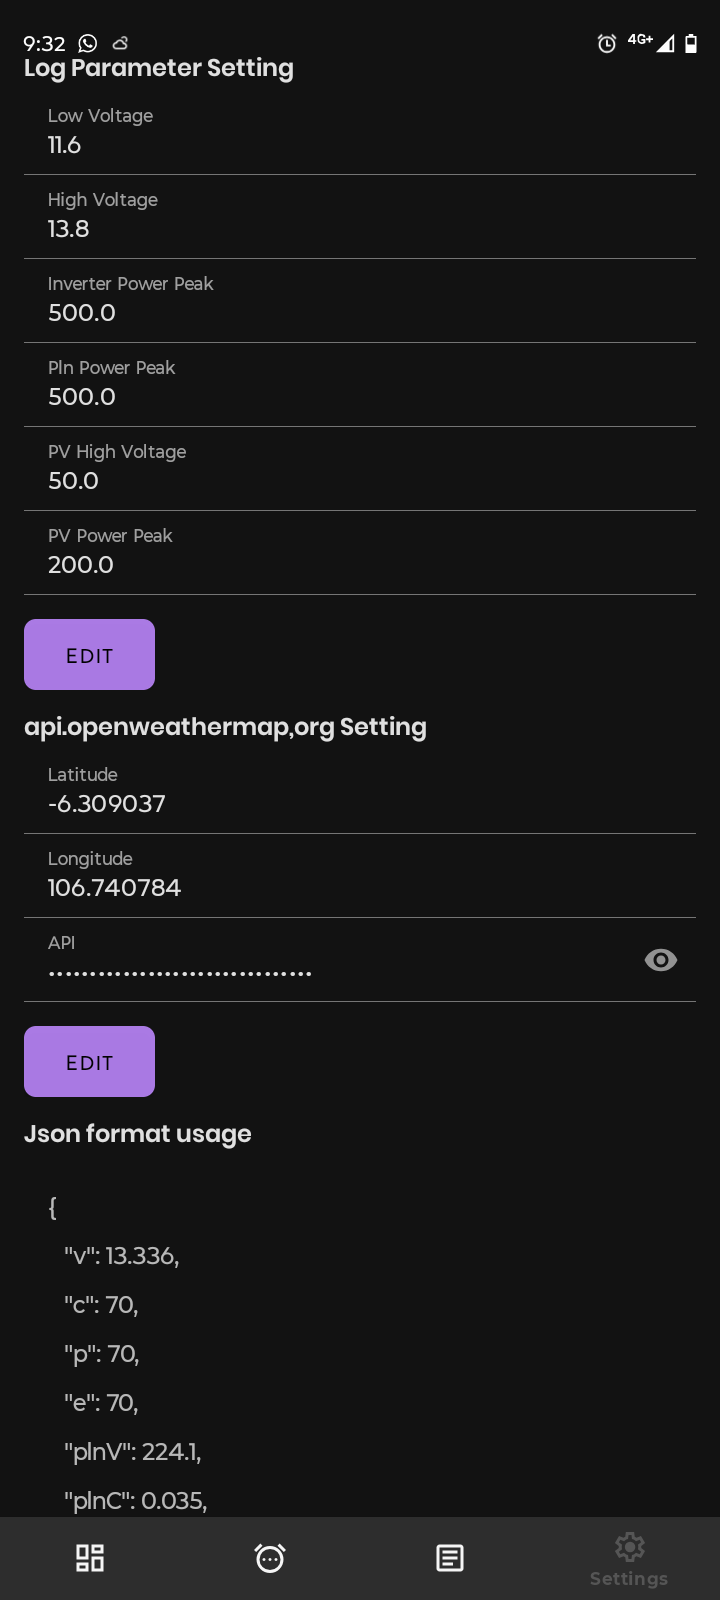 9:32
4G+
Log Parameter Setting
Low Voltage
11.6
High Voltage
13.8
Inverter Power Peak
500.0
Pln Power Peak
500.0
PV High Voltage
50.0
PV Power Peak
200.0
EDIT
api.openweathermap,org Setting
Latitude
-6.309037
Longitude
106.740784
API
................................
EDIT
Json format usage
{
"v": 13.336,
"c": 70,
"p": 70,
"e": 70,
"plnV": 224.1,
"plnC": 0.035,
Settings